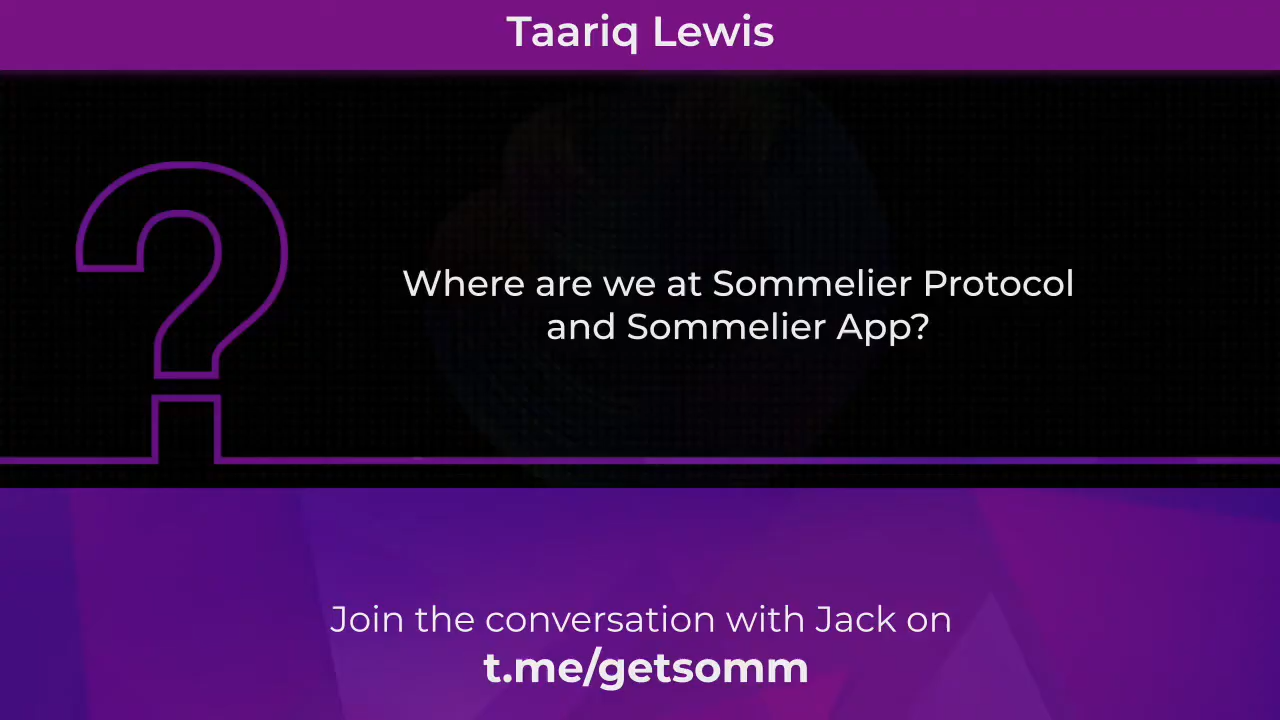 Taariq Lewis
Where are we at Sommelier Protocol
and Sommelier App?
Join the conversation with Jack on
t.me/getsomm